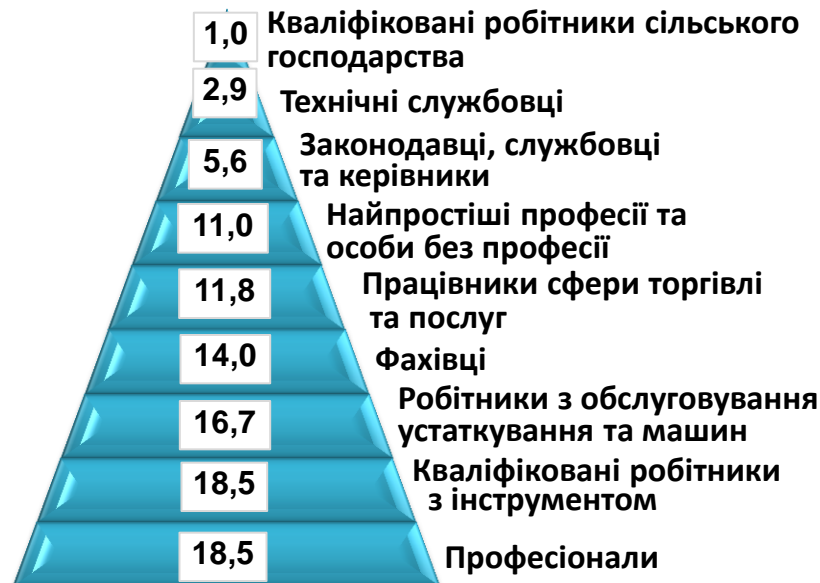 1,0
Кваліфіковані робітники сільського
господарства
2,9
Технічні службовці
5,6
Законодавці, службовці
та керівники
11,0
Найпростіші професії та
особи без професії
11,8
Працівники сфери торгівлі
та послуг
14,0
Фахівці
16,7
Робітники з обслуговування
устаткування та машин
18,5
Кваліфіковані робітники
з інструментом
18,5
Професіонали